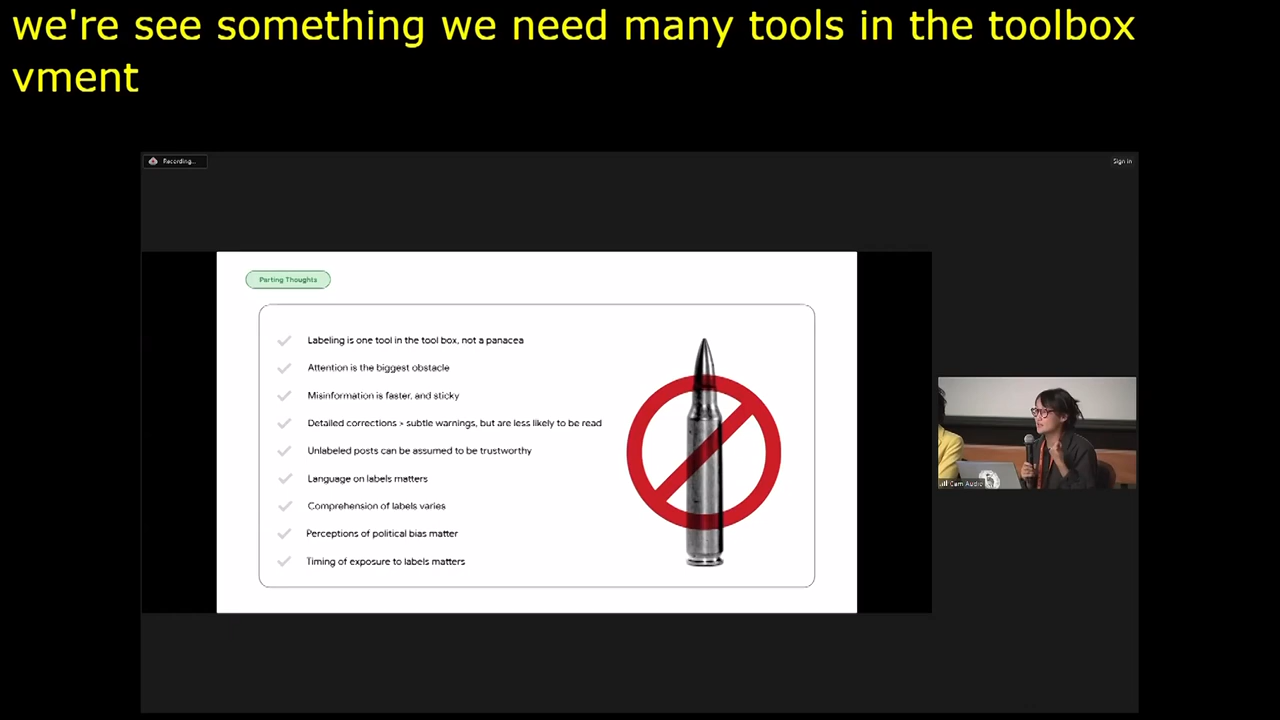 we're see something we need many tools in the toolbox
vment
Recording...
Sign in
Parting Thoughts
Labeling is one tool in the tool box, not a panacea
Attention is the biggest obstacle
Misinformation is faster, and sticky
Detailed corrections > subtle warnings, but are less likely to be read
Unlabeled posts can be assumed to be trustworthy
Language on labels matters
Comprehension of labels varies
Perceptions of political bias matter
Timing of exposure to labels matters
Cam Audio